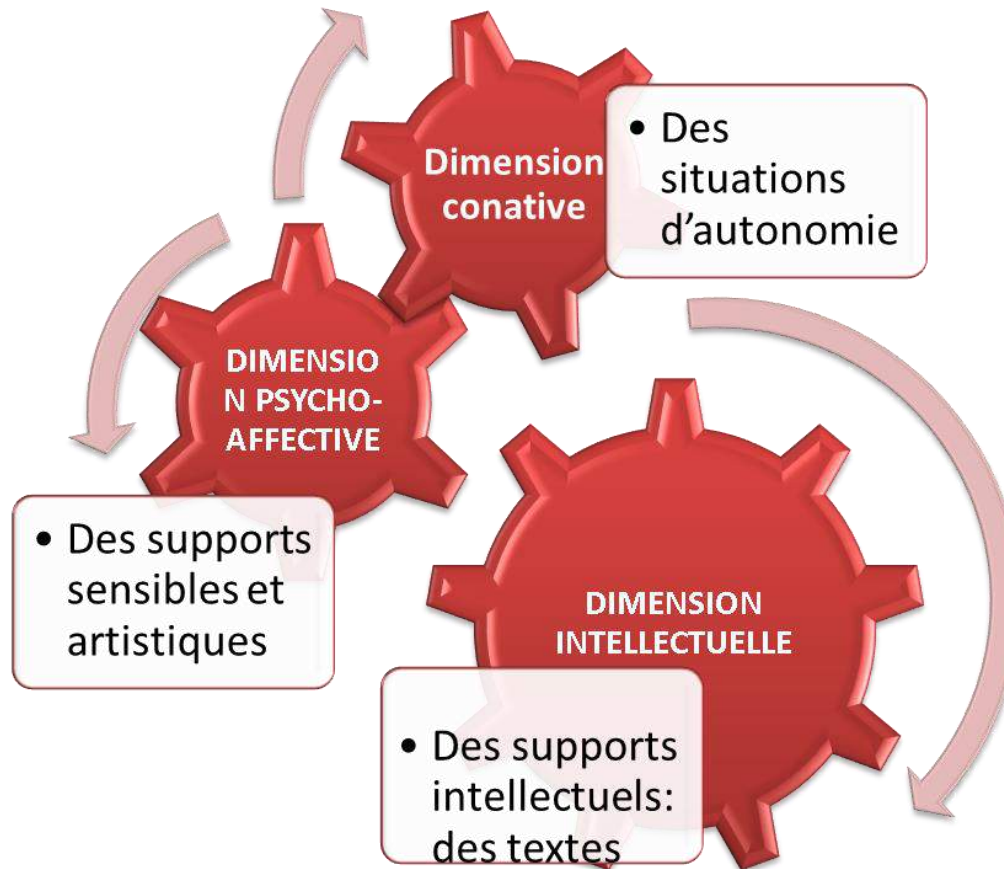 Dimension
conative
• Des
situations
d’autonomie
DIMENSIO
N PSYCHO-
AFFECTIVE
• Des supports
sensibles et
artistiques
DIMENSION
INTELLECTUELLE
• Des supports
intellectuels:
des textes